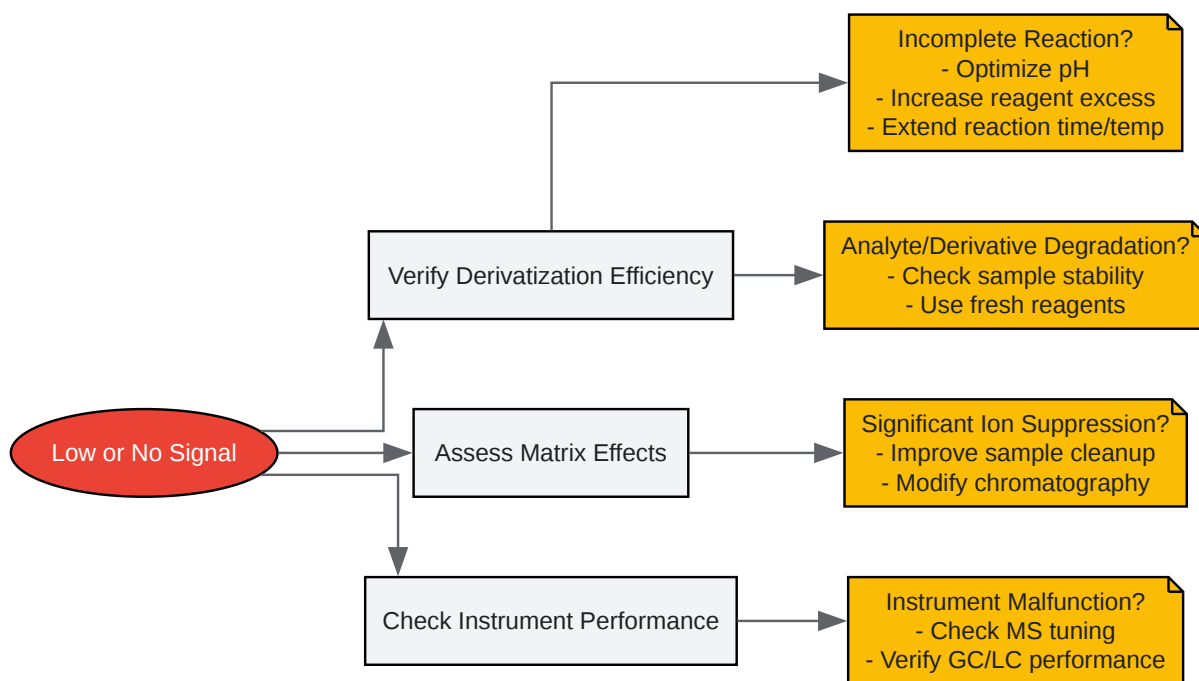 Incomplete Reaction?
- Optimize pH
- Increase reagent excess
- Extend reaction time/temp
Verify Derivatization Efficiency
Analyte/Derivative Degradation?
- Check sample stability
- Use fresh reagents
Low or No Signal
Assess Matrix Effects
Significant Ion Suppression?
- Improve sample cleanup
- Modify chromatography
Check Instrument Performance
Instrument Malfunction?
- Check MS tuning
- Verify GC/LC performance